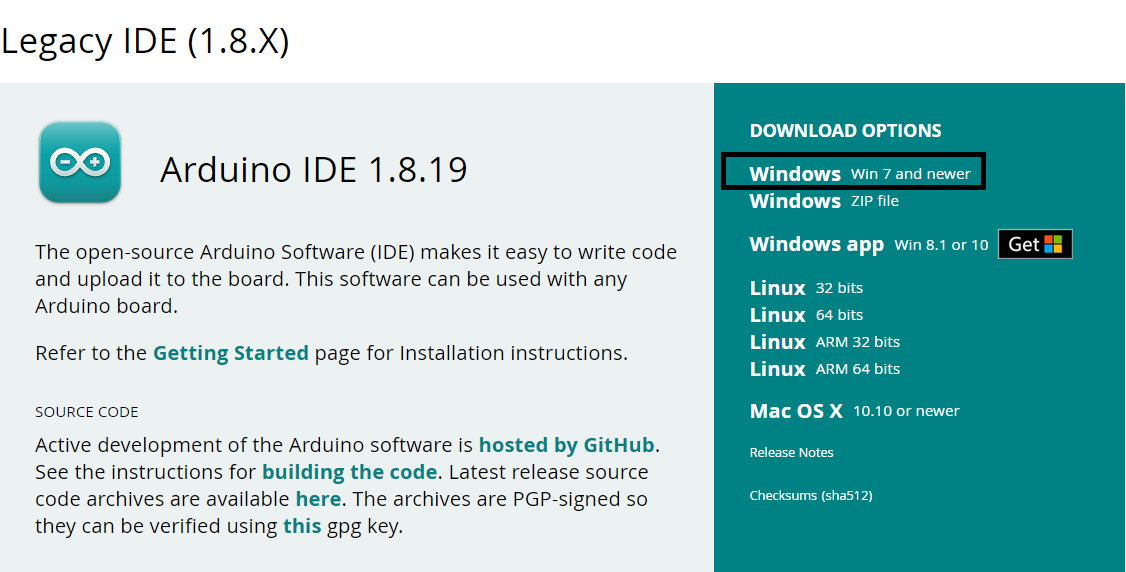 Legacy IDE (1.8.X)
Arduino IDE 1.8.19
The open-source Arduino Software (IDE) makes it easy to write code
and upload it to the board. This software can be used with any
Arduino board.
Refer to the Getting Started page for Installation instructions.
SOURCE CODE
Active development of the Arduino software is hosted by GitHub.
See the instructions for building the code. Latest release source
code archives are available here. The archives are PGP-signed so
they can be verified using this gpg key.
DOWNLOAD OPTIONS
Windows Win 7 and newer
Windows ZIP file
Windows app Win 8.1 or 10 Get
Linux 32 bits
Linux 64 bits
Linux ARM 32 bits
Linux ARM 64 bits
Mac OS X 10.10 or newer
Release Notes
Checksums (sha512)